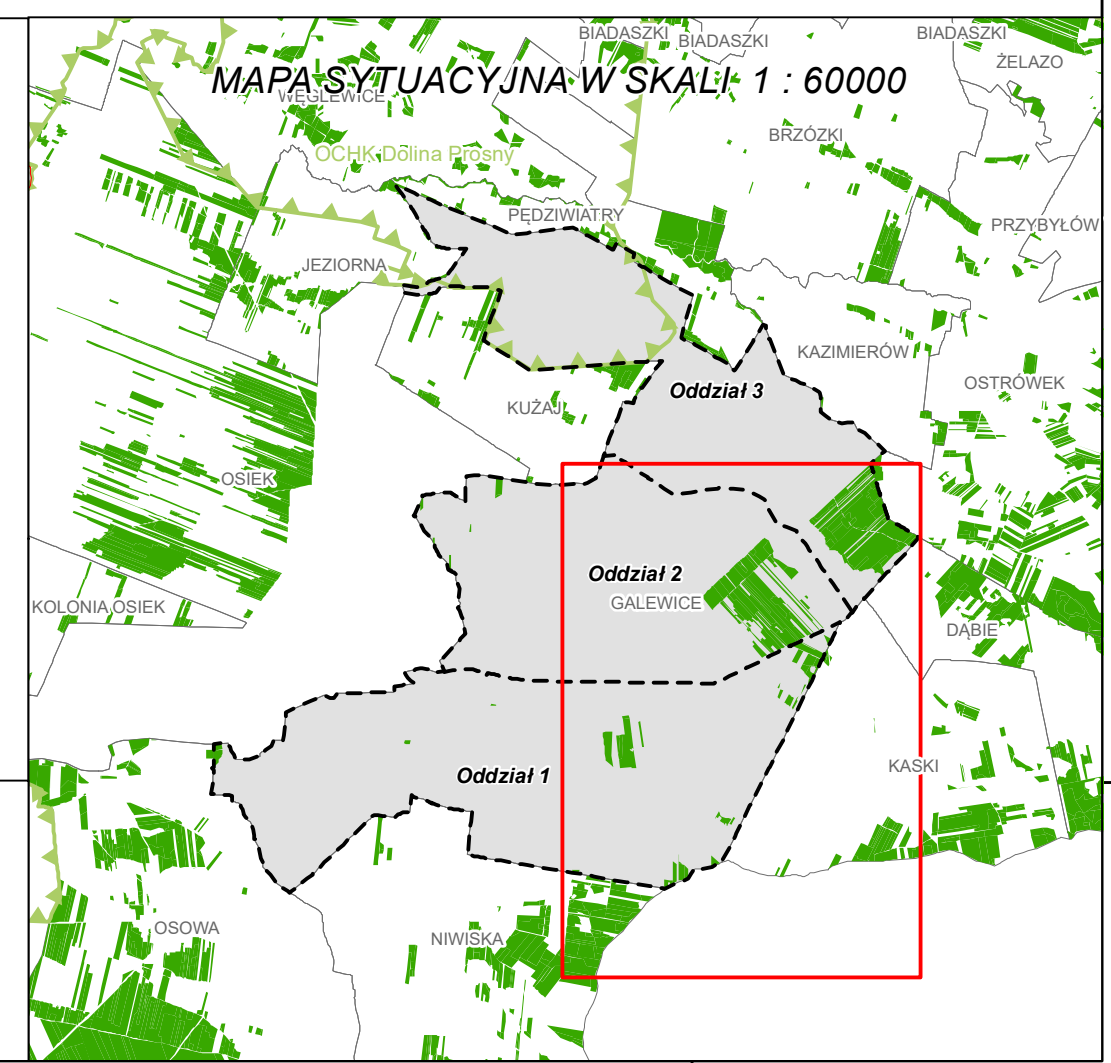 BIADASZKI
BIADASZKI
BIADASZKI
ŻELAZO
MAPA SYTUACYJNA W SKALI 1 : 60000
WĘGLEWICE
BRZÓZKI
OCHK Dolina Prosny
PĘDZIWIATRY
PRZYBYŁÓW
JEZIORNA
KAZIMIERÓW
Oddział 3
OSTRÓWEK
KUŻAJ
OSIEK
Oddział 2
GALEWICE
KOLONIA OSIEK
DĄBIE
KASKI
Oddział 1
OSOWA
NIWISKA